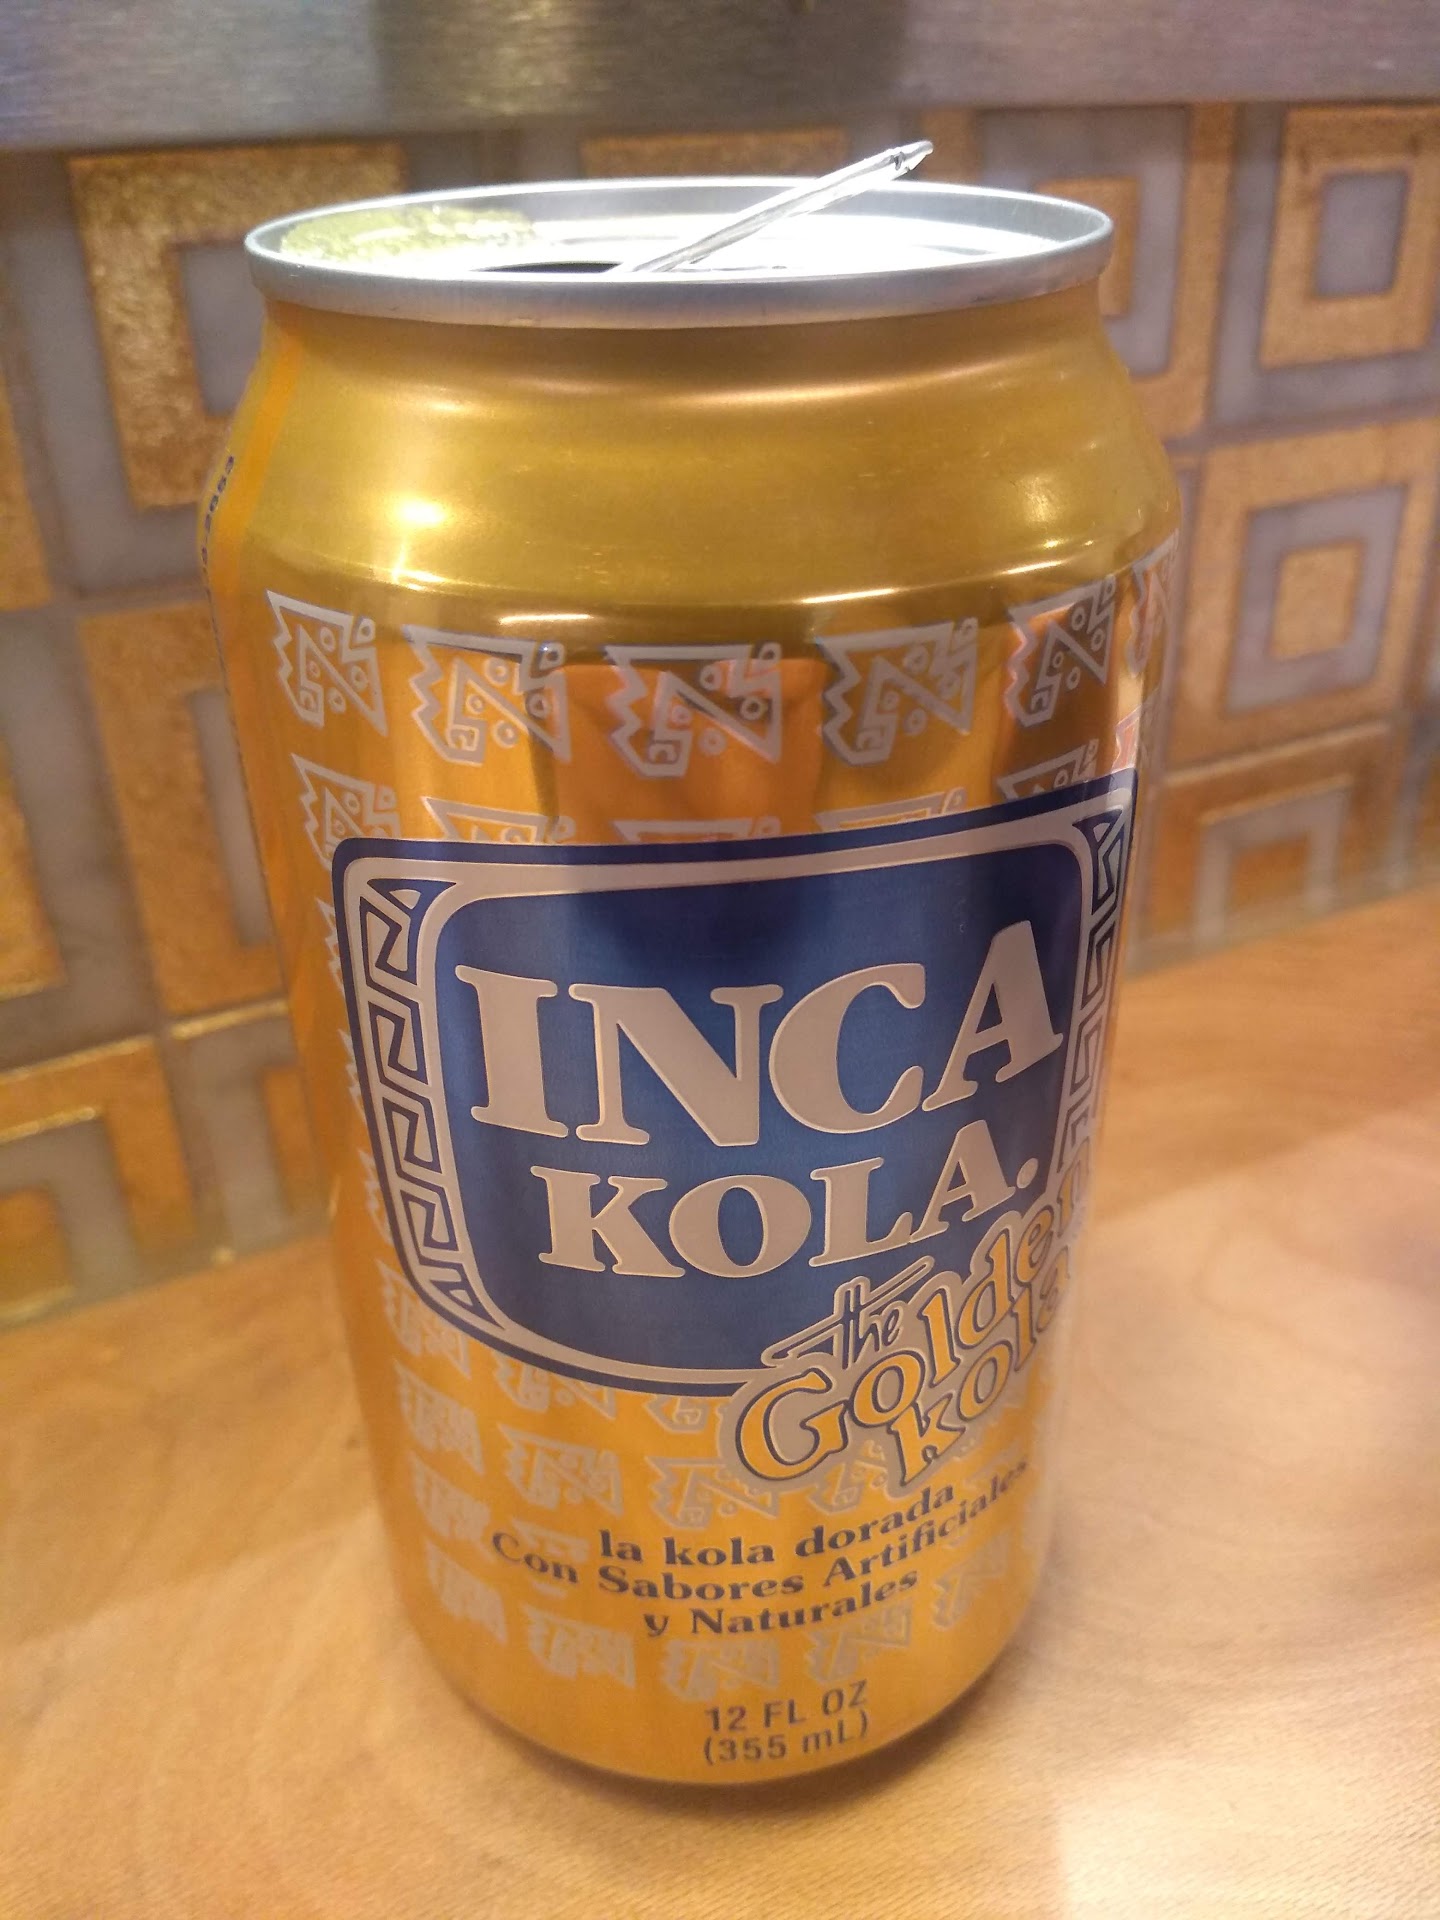 INCA
KOLA.
the
Golden
kola
la kola dorada
Con Sabores Artificiales
y Naturales
12 FL OZ
(355 mL)